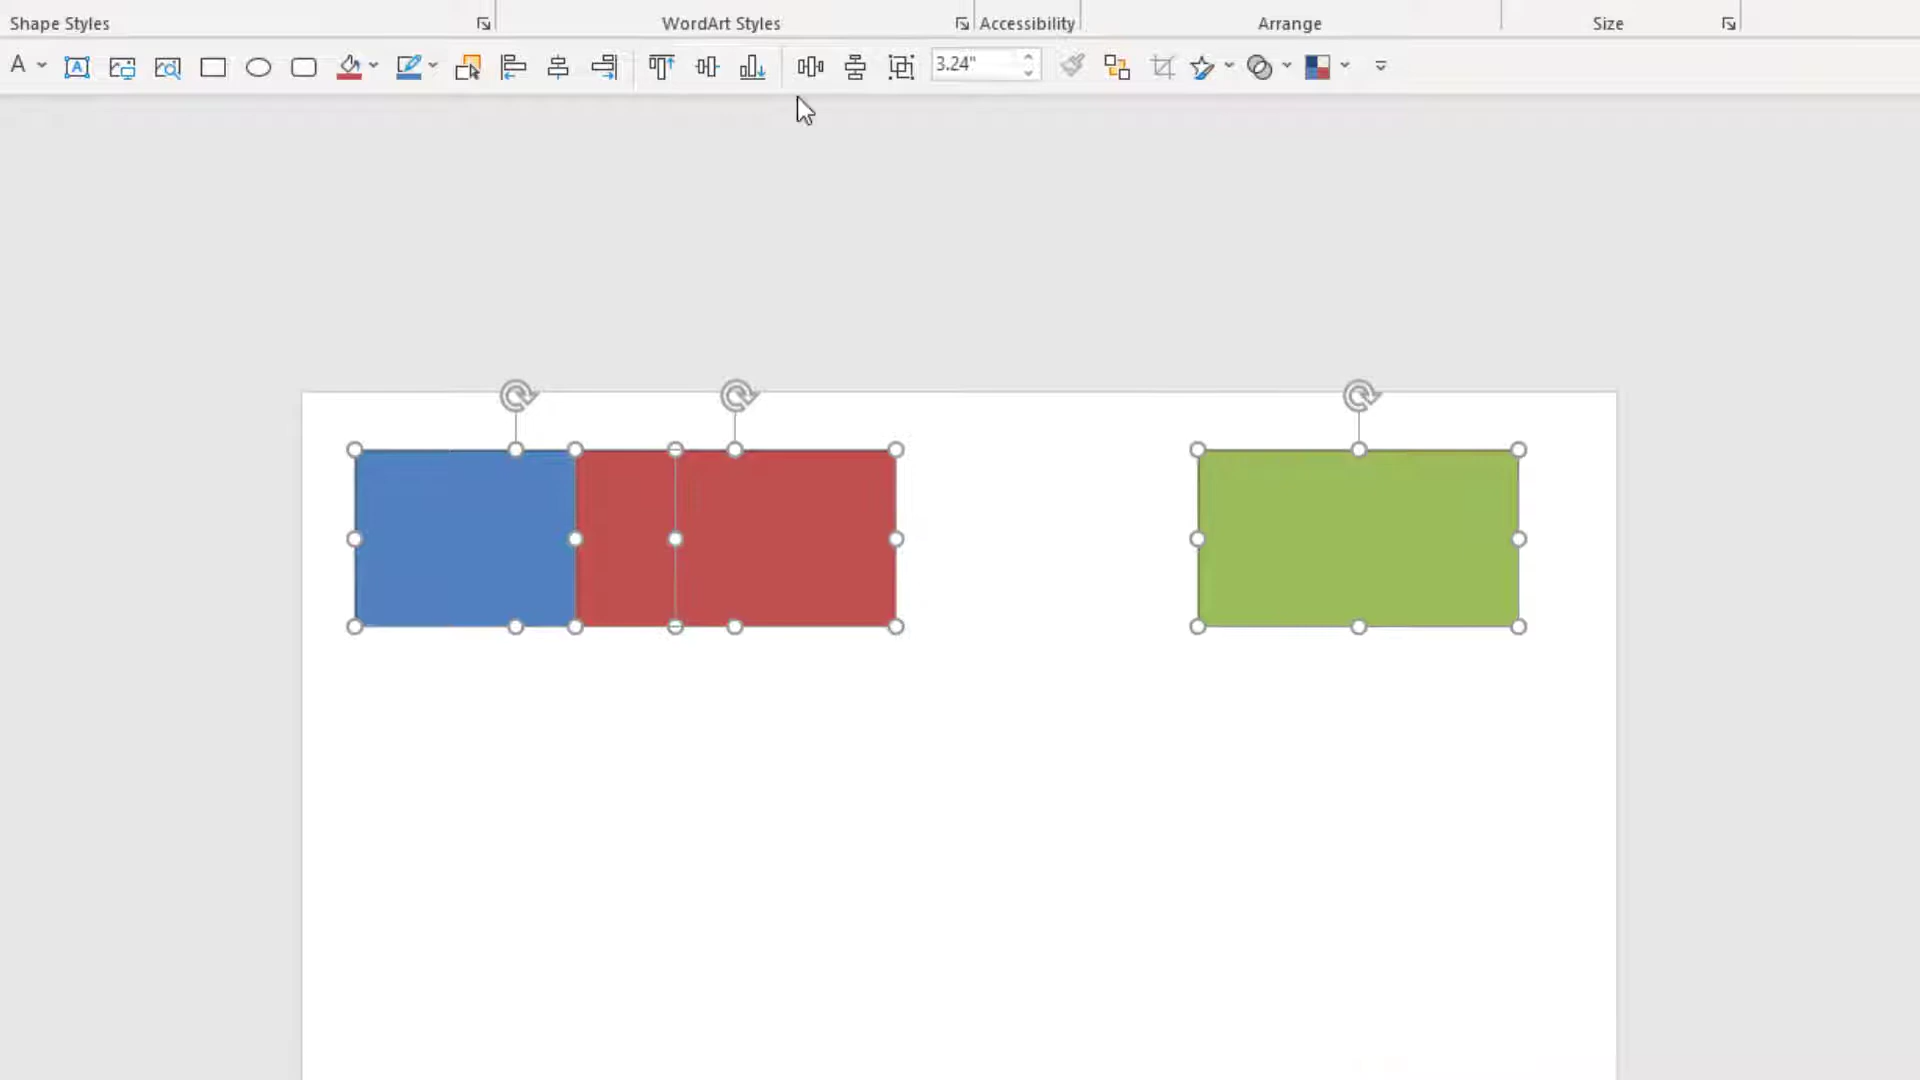 Shape Styles
WordArt Styles
Accessibility
Arrange
Size
A
A
3.24"